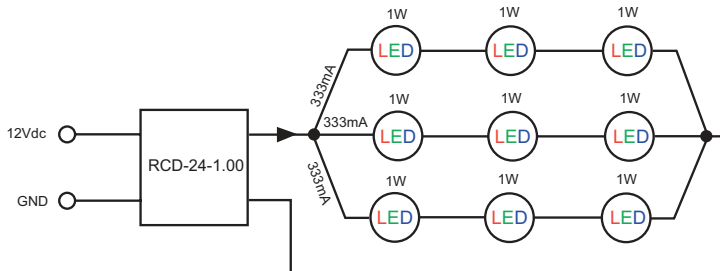 1W 1W 1W
LED LED LED
333mA
1W 1W 1W
12Vdc
333mA
LED LED LED
RCD-24-1.00
333mA
1W 1W 1W
GND
LED LED LED